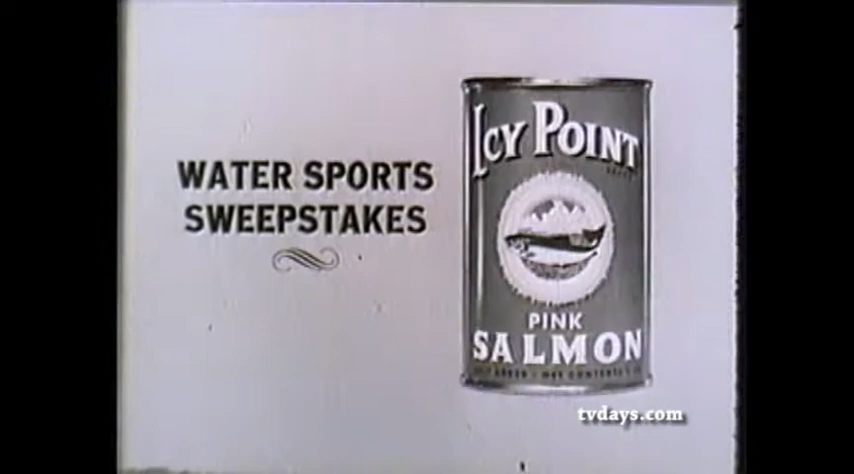 WATER SPORTS
SWEEPSTAKES
ICY POINT
PINK
SALMON
tvdays.com